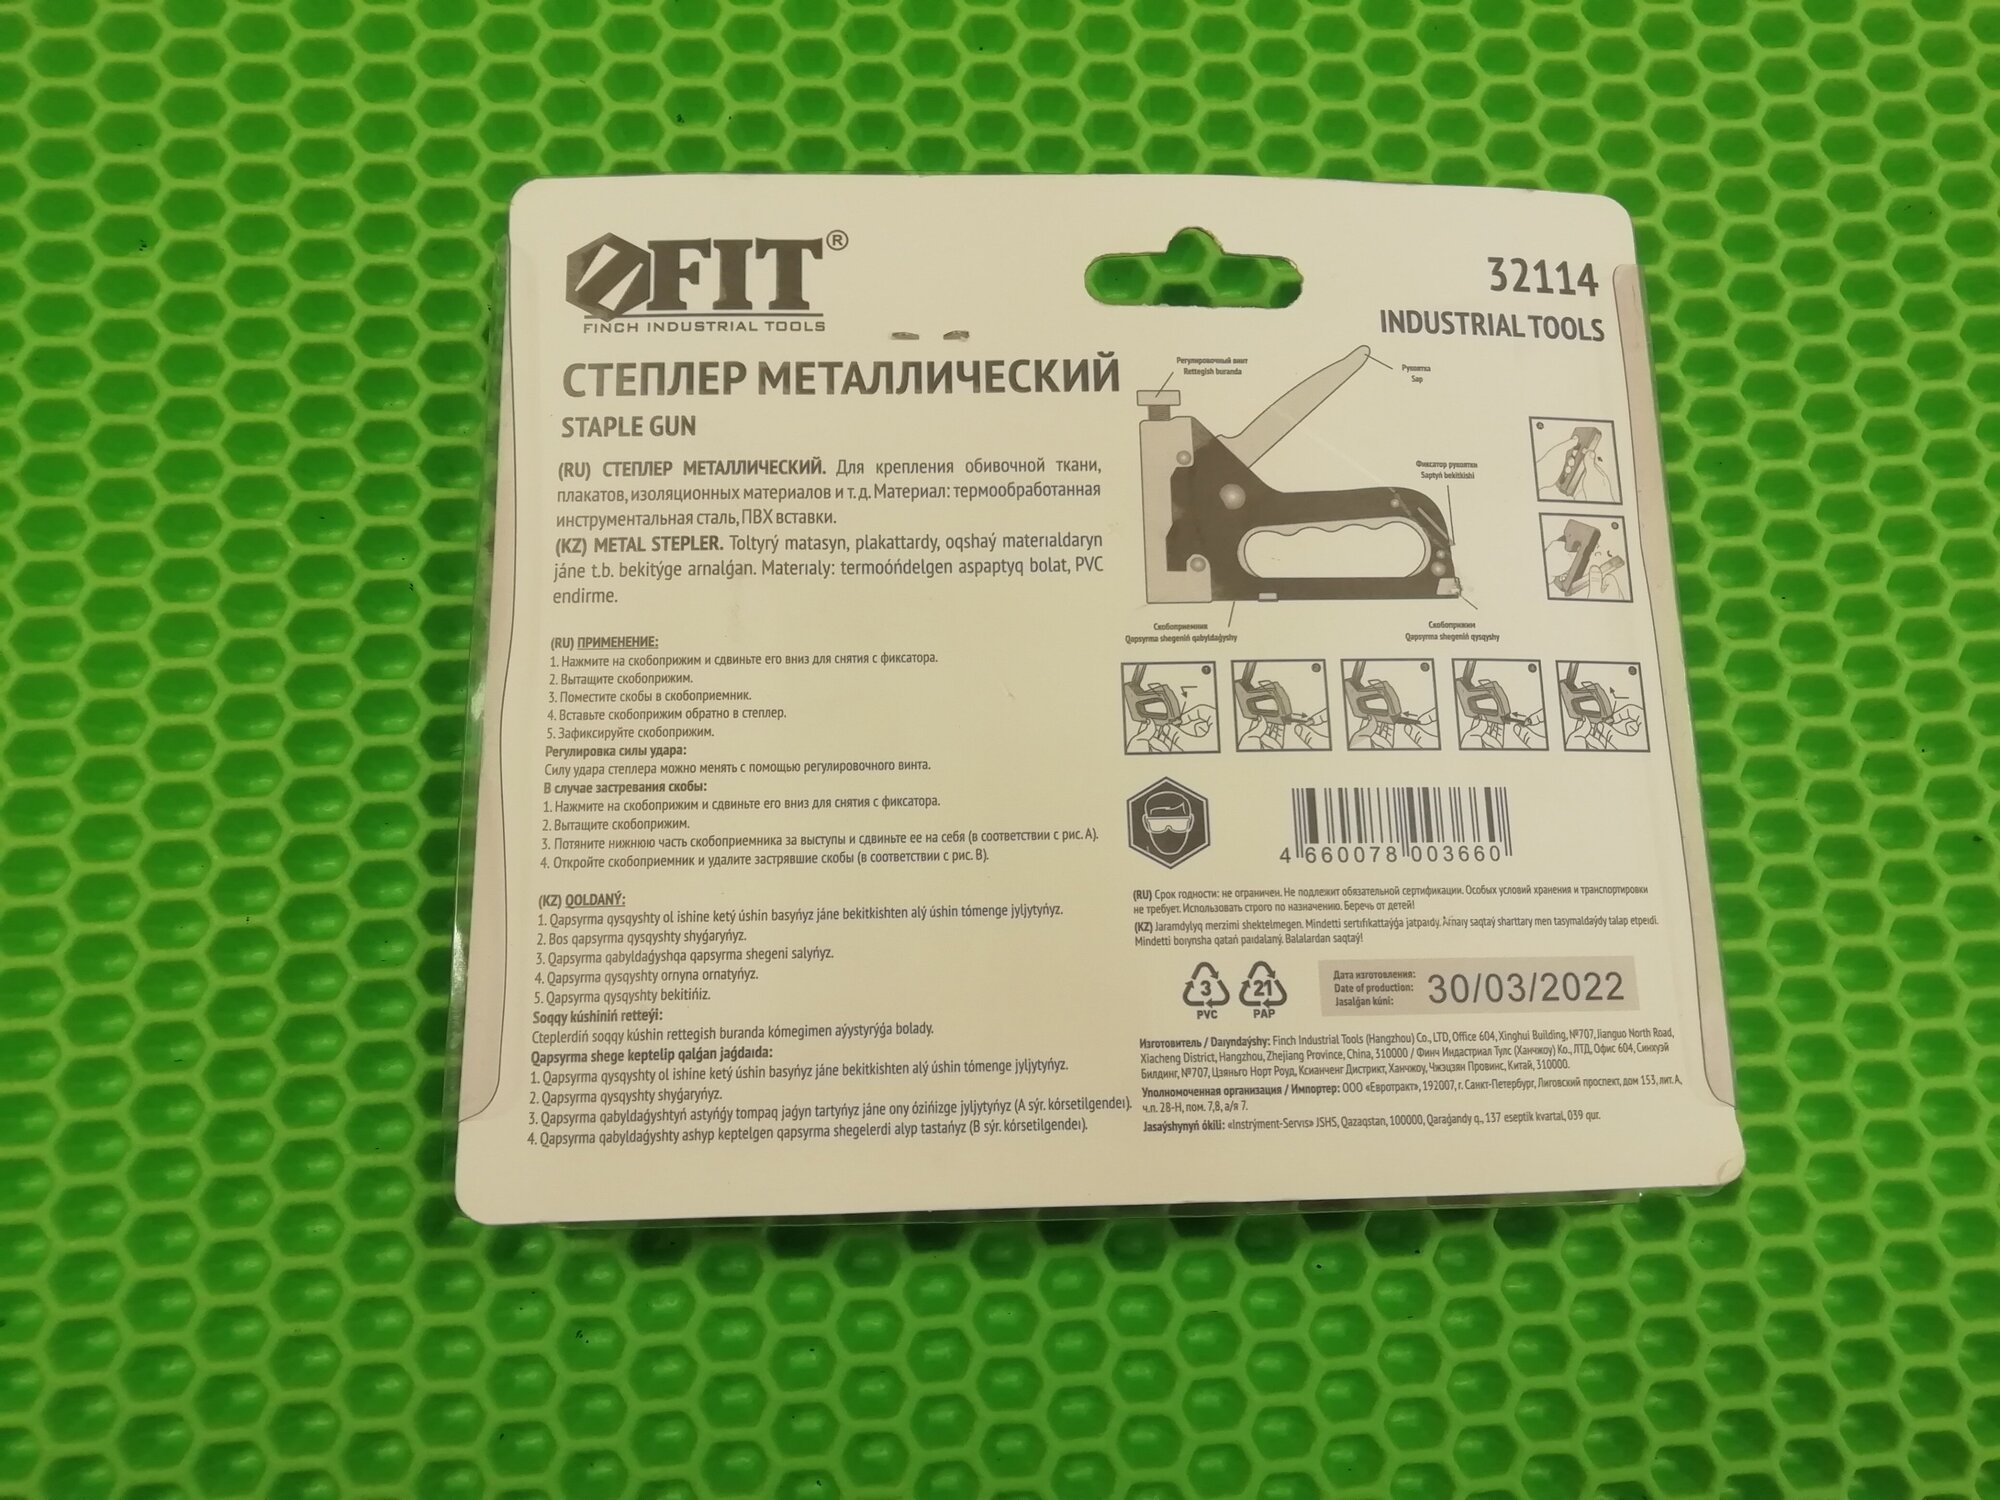 FIT®
FINCH INDUSTRIAL TOOLS
32114
INDUSTRIAL TOOLS
СТЕПЛЕР МЕТАЛЛИЧЕСКИЙ
STAPLE GUN
(RU) СТЕПЛЕР МЕТАЛЛИЧЕСКИЙ. Для крепления обивочной ткани,
плакатов, изоляционных материалов и т. д. Материал: термообработанная
инструментальная сталь, ПВХ вставки.
(KZ) METAL STEPLER. Toltyrý matasyn, plakattardy, oqshaý materıaldaryn
jáne t.b. bekitýge arnalǵan. Materıaly: termoóńdelgen aspaptyq bolat, PVC
endirme.
(RU) ПРИМЕНЕНИЕ:
1. Нажмите на скобоприжим и сдвиньте его вниз для снятия с фиксатора.
2. Вытащите скобоприжим.
3. Поместите скобы в скобоприемник.
4. Вставьте скобоприжим обратно в степлер.
5. Зафиксируйте скобоприжим.
Регулировка силы удара:
Силу удара степлера можно менять с помощью регулировочного винта.
В случае застревания скобы:
1. Нажмите на скобоприжим и сдвиньте его вниз для снятия с фиксатора.
2. Вытащите скобоприжим.
3. Потяните нижнюю часть скобоприемника за выступы и сдвиньте ее на себя (в соответствии с рис. А).
4. Откройте скобоприемник и удалите застрявшие скобы (в соответствии с рис. В).
(KZ) QOLDANÝ:
1. Qapsyrma qysqyshty ol ishine ketý úshin basyńyz jáne bekitkishten alý úshin tómenge jyljytyńyz.
2. Bos qapsyrma qysqyshty shyǵaryńyz.
3. Qapsyrma qabyldaǵyshqa qapsyrma shegeni salyńyz.
4. Qapsyrma qysqyshty ornyna ornatyńyz.
5. Qapsyrma qysqyshty bekitińiz.
Soqqy kúshiniń retteýi:
Cteplerdiń soqqy kúshin rettegish buranda kómegimen aýystyrýǵa bolady.
Qapsyrma shege keptelip qalǵan jaǵdaıda:
1. Qapsyrma qysqyshty ol ishine ketý úshin basyńyz jáne bekitkishten alý úshin tómenge jyljytyńyz.
2. Qapsyrma qysqyshty shyǵaryńyz.
3. Qapsyrma qabyldaǵyshtyń astyńǵy tompaq jaǵyn tartyńyz jáne ony ózińizge jyljytyńyz (A sýr. kórsetilgendeı).
4. Qapsyrma qabyldaǵyshty ashyp keptelgen qapsyrma shegelerdi alyp tastańyz (B sýr. kórsetilgendeı).
Регулировочный винт
Rettegish buranda
Рукоятка
Sap
Фиксатор рукоятки
Saptyń bekitkishi
Скобоприемник
Qapsyrma shegeniń qabyldaǵyshy
Скобоприжим
Qapsyrma shegeniń qysqyshy
4 660078 003660
(RU) Срок годности: не ограничен. Не подлежит обязательной сертификации. Особых условий хранения и транспортировки
не требует. Использовать строго по назначению. Беречь от детей!
(KZ) Jaramdylyq merzimi shektelmegen. Mindetti sertıfıkattaýǵa jatpaıdy. Arnaıy saqtaý sharttary men tasymaldaýdy talap etpeıdi.
Mindetti boıynsha qatań paıdalaný. Balalardan saqtaý!
3
PVC
21
PAP
Дата изготовления:
Date of production:
Jasalǵan kúni:
30/03/2022
Изготовитель / Daıyndaýshy: Finch Industrial Tools (Hangzhou) Co., LTD, Office 604, Xinghui Building, №707, Jianguo North Road,
Xiacheng District, Hangzhou, Zhejiang Province, China, 310000 / Финч Индастриал Тулс (Ханчжоу) Ко., ЛТД, Офис 604, Синхуэй
Билдинг, №707, Цзяньго Норт Роуд, Ксианченг Дистрикт, Ханчжоу, Чжэцзян Провинс, Китай, 310000.
Уполномоченная организация / Импортер: ООО «Евротракт», 192007, г. Санкт-Петербург, Лиговский проспект, дом 153, лит. А,
ч.п. 28-Н, пом. 7,8, а/я 7.
Jasaýshynyń ókili: «Instrýment-Servıs» JSHS, Qazaqstan, 100000, Qaraǵandy q., 137 eseptik kvartal, 039 qur.